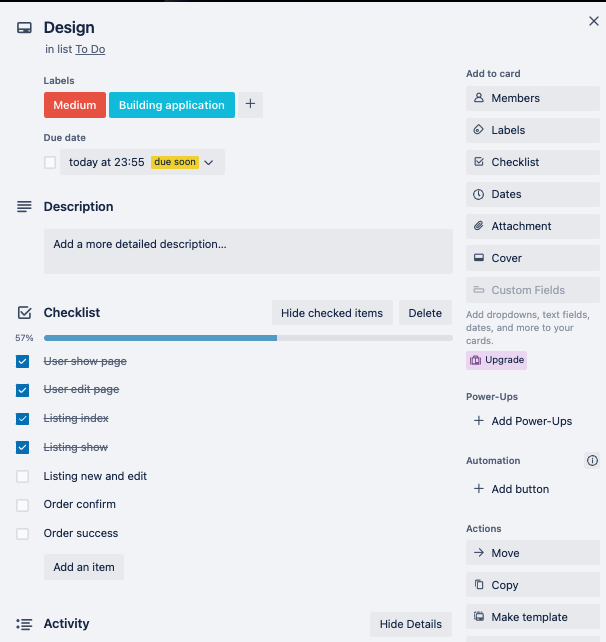 Design
in list To Do
Labels
Medium Building application
Due date
today at 23:55 due soon
Description
Add a more detailed description...
Checklist Hide checked items Delete
57%
User show page
User edit page
Listing index
Listing show
Listing new and edit
Order confirm
Order success
Add an item
Activity Hide Details
Add to card
Members
Labels
Checklist
Dates
Attachment
Cover
Custom Fields
Add dropdowns, text fields,
dates, and more to your
cards.
Upgrade
Power-Ups
Add Power-Ups
Automation
Add button
Actions
Move
Copy
Make template